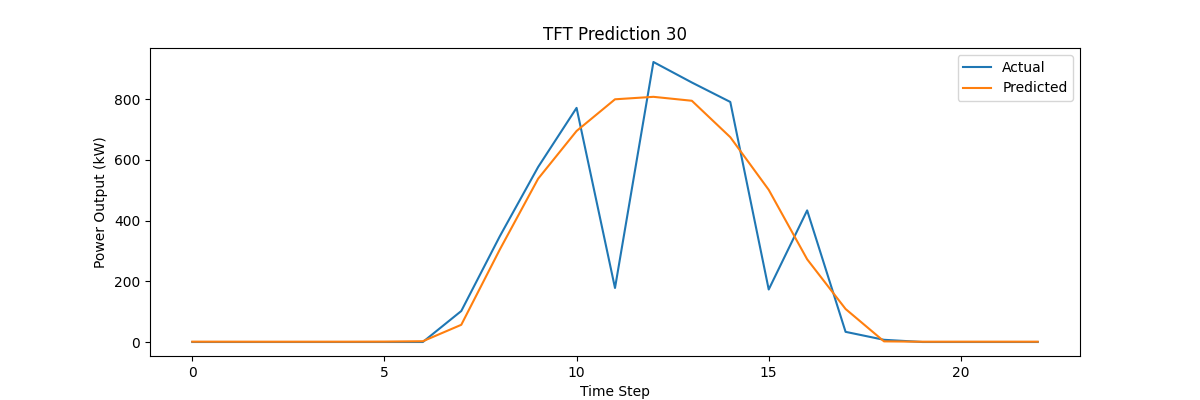 TFT Prediction 30
Actual
Predicted
Power Output (kW)
800
600
400
200
0
0 5 10 15 20
Time Step